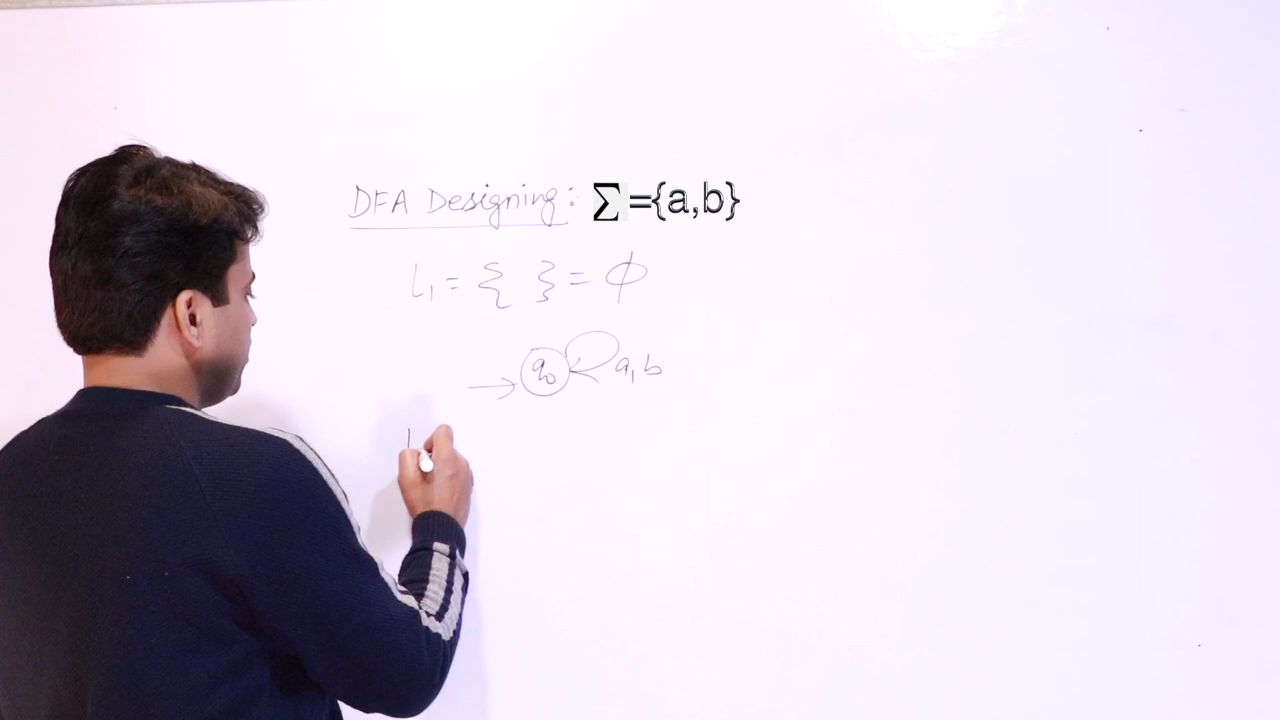 DFA Designing: Σ={a,b}
L₁ = { } = ϕ
q₀ a, b